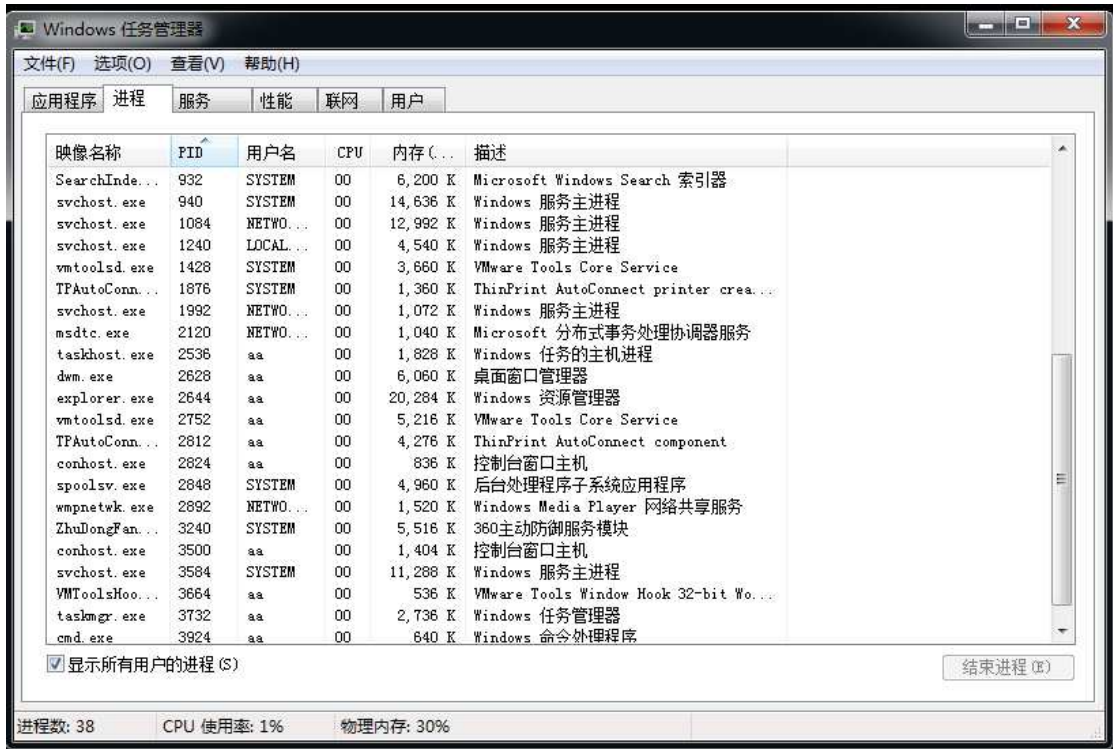 Windows 任务管理器
文件(F) 选项(O) 查看(V) 帮助(H)
应用程序 进程 服务 性能 联网 用户
映像名称 PID 用户名 CPU 内存(... 描述
SearchInde... 932 SYSTEM 00 6,200 K Microsoft Windows Search 索引器
svchost.exe 940 SYSTEM 00 14,636 K Windows 服务主进程
svchost.exe 1084 NETWO... 00 12,992 K Windows 服务主进程
svchost.exe 1240 LOCAL... 00 4,540 K Windows 服务主进程
vmtoolsd.exe 1428 SYSTEM 00 3,660 K VMware Tools Core Service
TPAutoConn... 1876 SYSTEM 00 1,360 K ThinPrint AutoConnect printer crea...
svchost.exe 1992 NETWO... 00 1,072 K Windows 服务主进程
msdtc.exe 2120 NETWO... 00 1,040 K Microsoft 分布式事务处理协调器服务
taskhost.exe 2536 aa 00 1,828 K Windows 任务的主机进程
dwm.exe 2628 aa 00 6,060 K 桌面窗口管理器
explorer.exe 2644 aa 00 20,284 K Windows 资源管理器
vmtoolsd.exe 2752 aa 00 5,216 K VMware Tools Core Service
TPAutoConn... 2812 aa 00 4,276 K ThinPrint AutoConnect component
conhost.exe 2824 aa 00 836 K 控制台窗口主机
spoolsv.exe 2848 SYSTEM 00 4,960 K 后台处理程序子系统应用程序
wmpnetwk.exe 2892 NETWO... 00 1,520 K Windows Media Player 网络共享服务
ZhuDongFan... 3240 SYSTEM 00 5,516 K 360主动防御服务模块
conhost.exe 3500 aa 00 1,404 K 控制台窗口主机
svchost.exe 3584 SYSTEM 00 11,288 K Windows 服务主进程
VMToolsHoo... 3664 aa 00 536 K VMware Tools Window Hook 32-bit Wo...
taskmgr.exe 3732 aa 00 2,736 K Windows 任务管理器
cmd.exe 3924 aa 00 640 K Windows 命令处理程序
显示所有用户的进程(S) 结束进程(E)
进程数: 38 CPU 使用率: 1% 物理内存: 30%